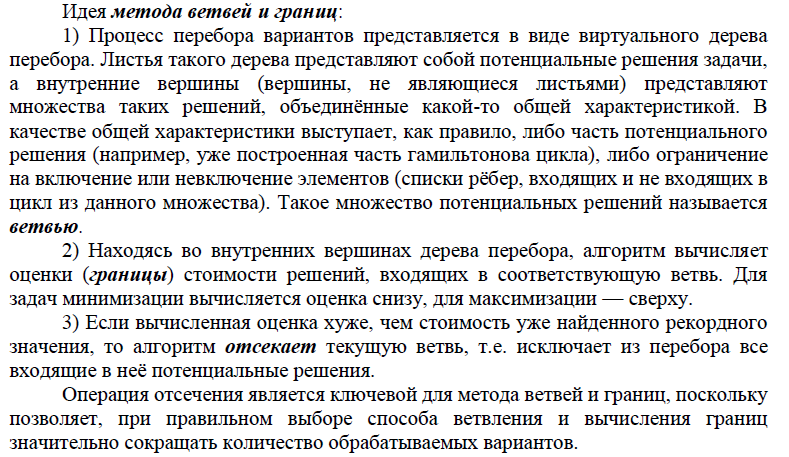 Идея метода ветвей и границ:
1) Процесс перебора вариантов представляется в виде виртуального дерева
перебора. Листья такого дерева представляют собой потенциальные решения задачи,
а внутренние вершины (вершины, не являющиеся листьями) представляют
множества таких решений, объединённые какой-то общей характеристикой. В
качестве общей характеристики выступает, как правило, либо часть потенциального
решения (например, уже построенная часть гамильтонова цикла), либо ограничение
на включение или невключение элементов (списки рёбер, входящих и не входящих в
цикл из данного множества). Такое множество потенциальных решений называется
ветвью.
2) Находясь во внутренних вершинах дерева перебора, алгоритм вычисляет
оценки (границы) стоимости решений, входящих в соответствующую ветвь. Для
задач минимизации вычисляется оценка снизу, для максимизации — сверху.
3) Если вычисленная оценка хуже, чем стоимость уже найденного рекордного
значения, то алгоритм отсекает текущую ветвь, т.е. исключает из перебора все
входящие в неё потенциальные решения.
Операция отсечения является ключевой для метода ветвей и границ, поскольку
позволяет, при правильном выборе способа ветвления и вычисления границ
значительно сокращать количество обрабатываемых вариантов.